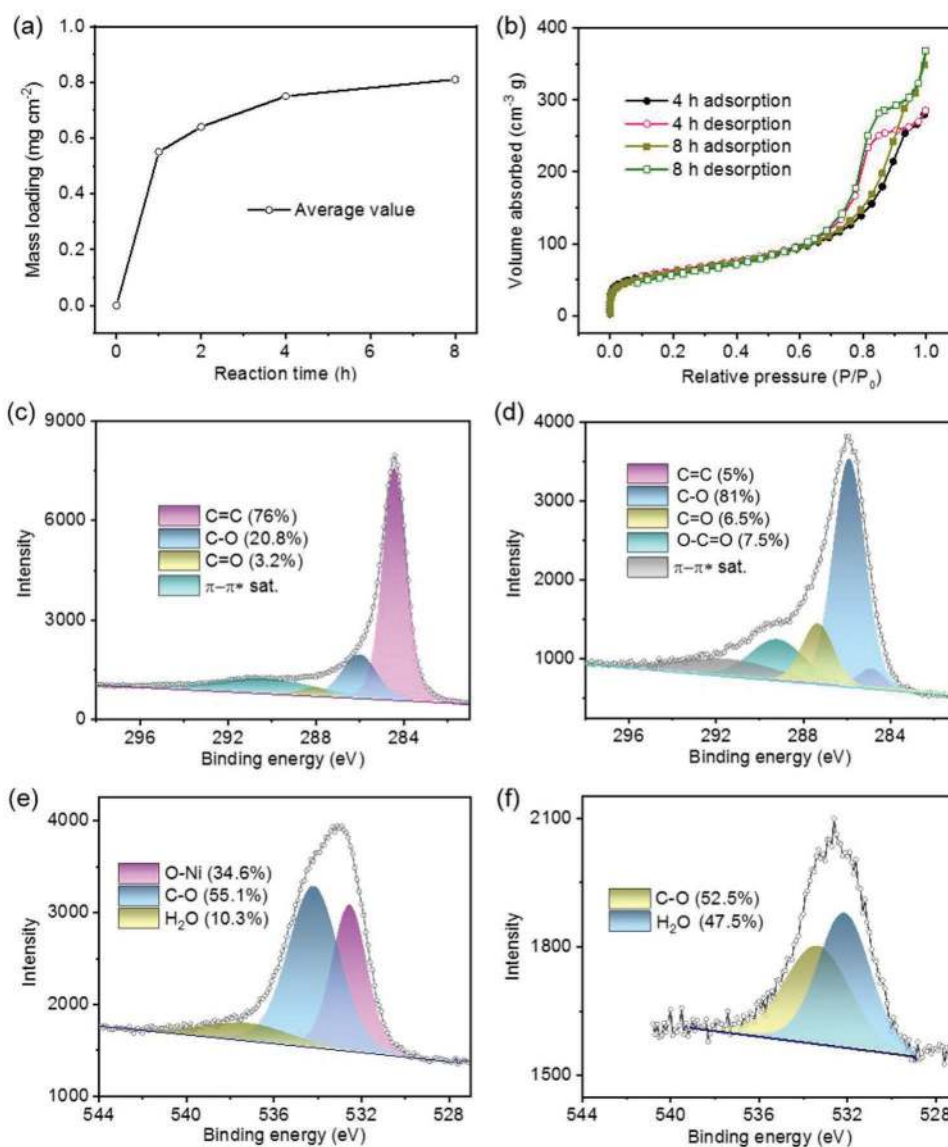 (a)
1.0
0.8
0.6
0.4
0.2
0.0
Mass loading (mg cm⁻²)
Average value
0 2 4 6 8
Reaction time (h)
(b)
400
300
200
100
0
Volume absorbed (cm⁻³ g)
4 h adsorption
4 h desorption
8 h adsorption
8 h desorption
0.0 0.2 0.4 0.6 0.8 1.0
Relative pressure (P/P₀)
(c)
9000
6000
3000
0
Intensity
C=C (76%)
C-O (20.8%)
C=O (3.2%)
π−π* sat.
296 292 288 284
Binding energy (eV)
(d)
4000
3000
2000
1000
Intensity
C=C (5%)
C-O (81%)
C=O (6.5%)
O-C=O (7.5%)
π−π* sat.
296 292 288 284
Binding energy (eV)
(e)
4000
3000
2000
1000
Intensity
O-Ni (34.6%)
C-O (55.1%)
H₂O (10.3%)
544 540 536 532 528
Binding energy (eV)
(f)
2100
1800
1500
Intensity
C-O (52.5%)
H₂O (47.5%)
544 540 536 532 528
Binding energy (eV)